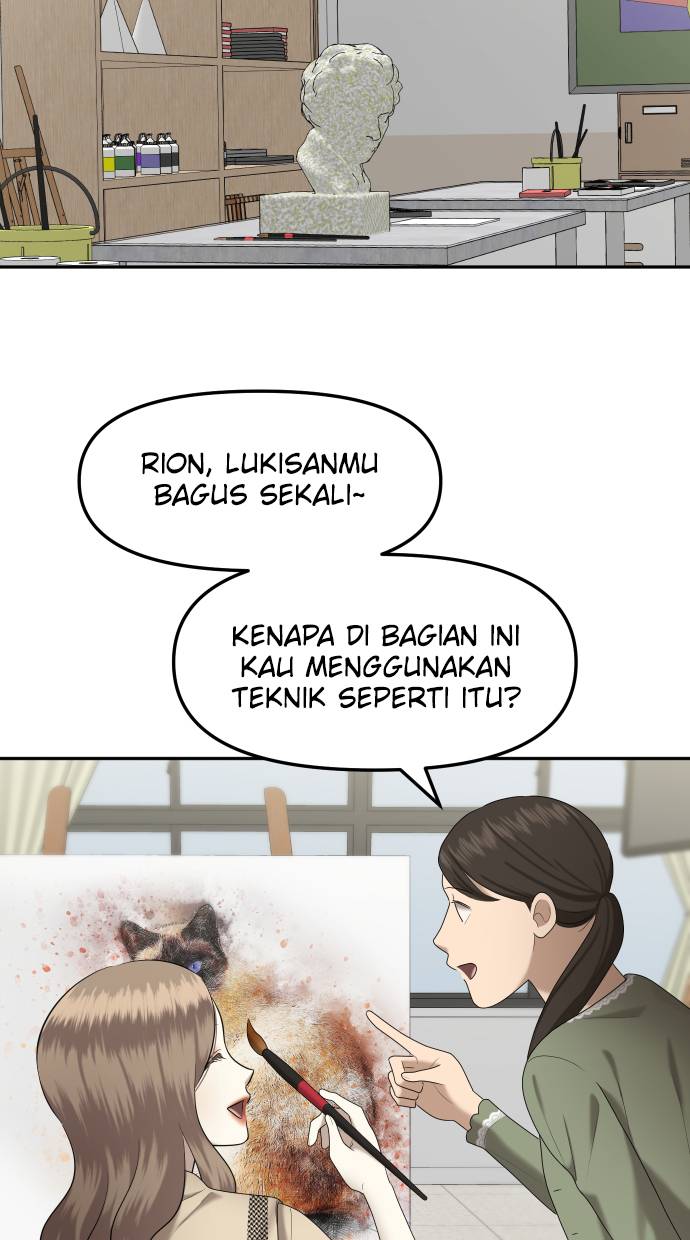 RION, LUKISANMU
BAGUS SEKALI~
KENAPA DI BAGIAN INI
KAU MENGGUNAKAN
TEKNIK SEPERTI ITU?